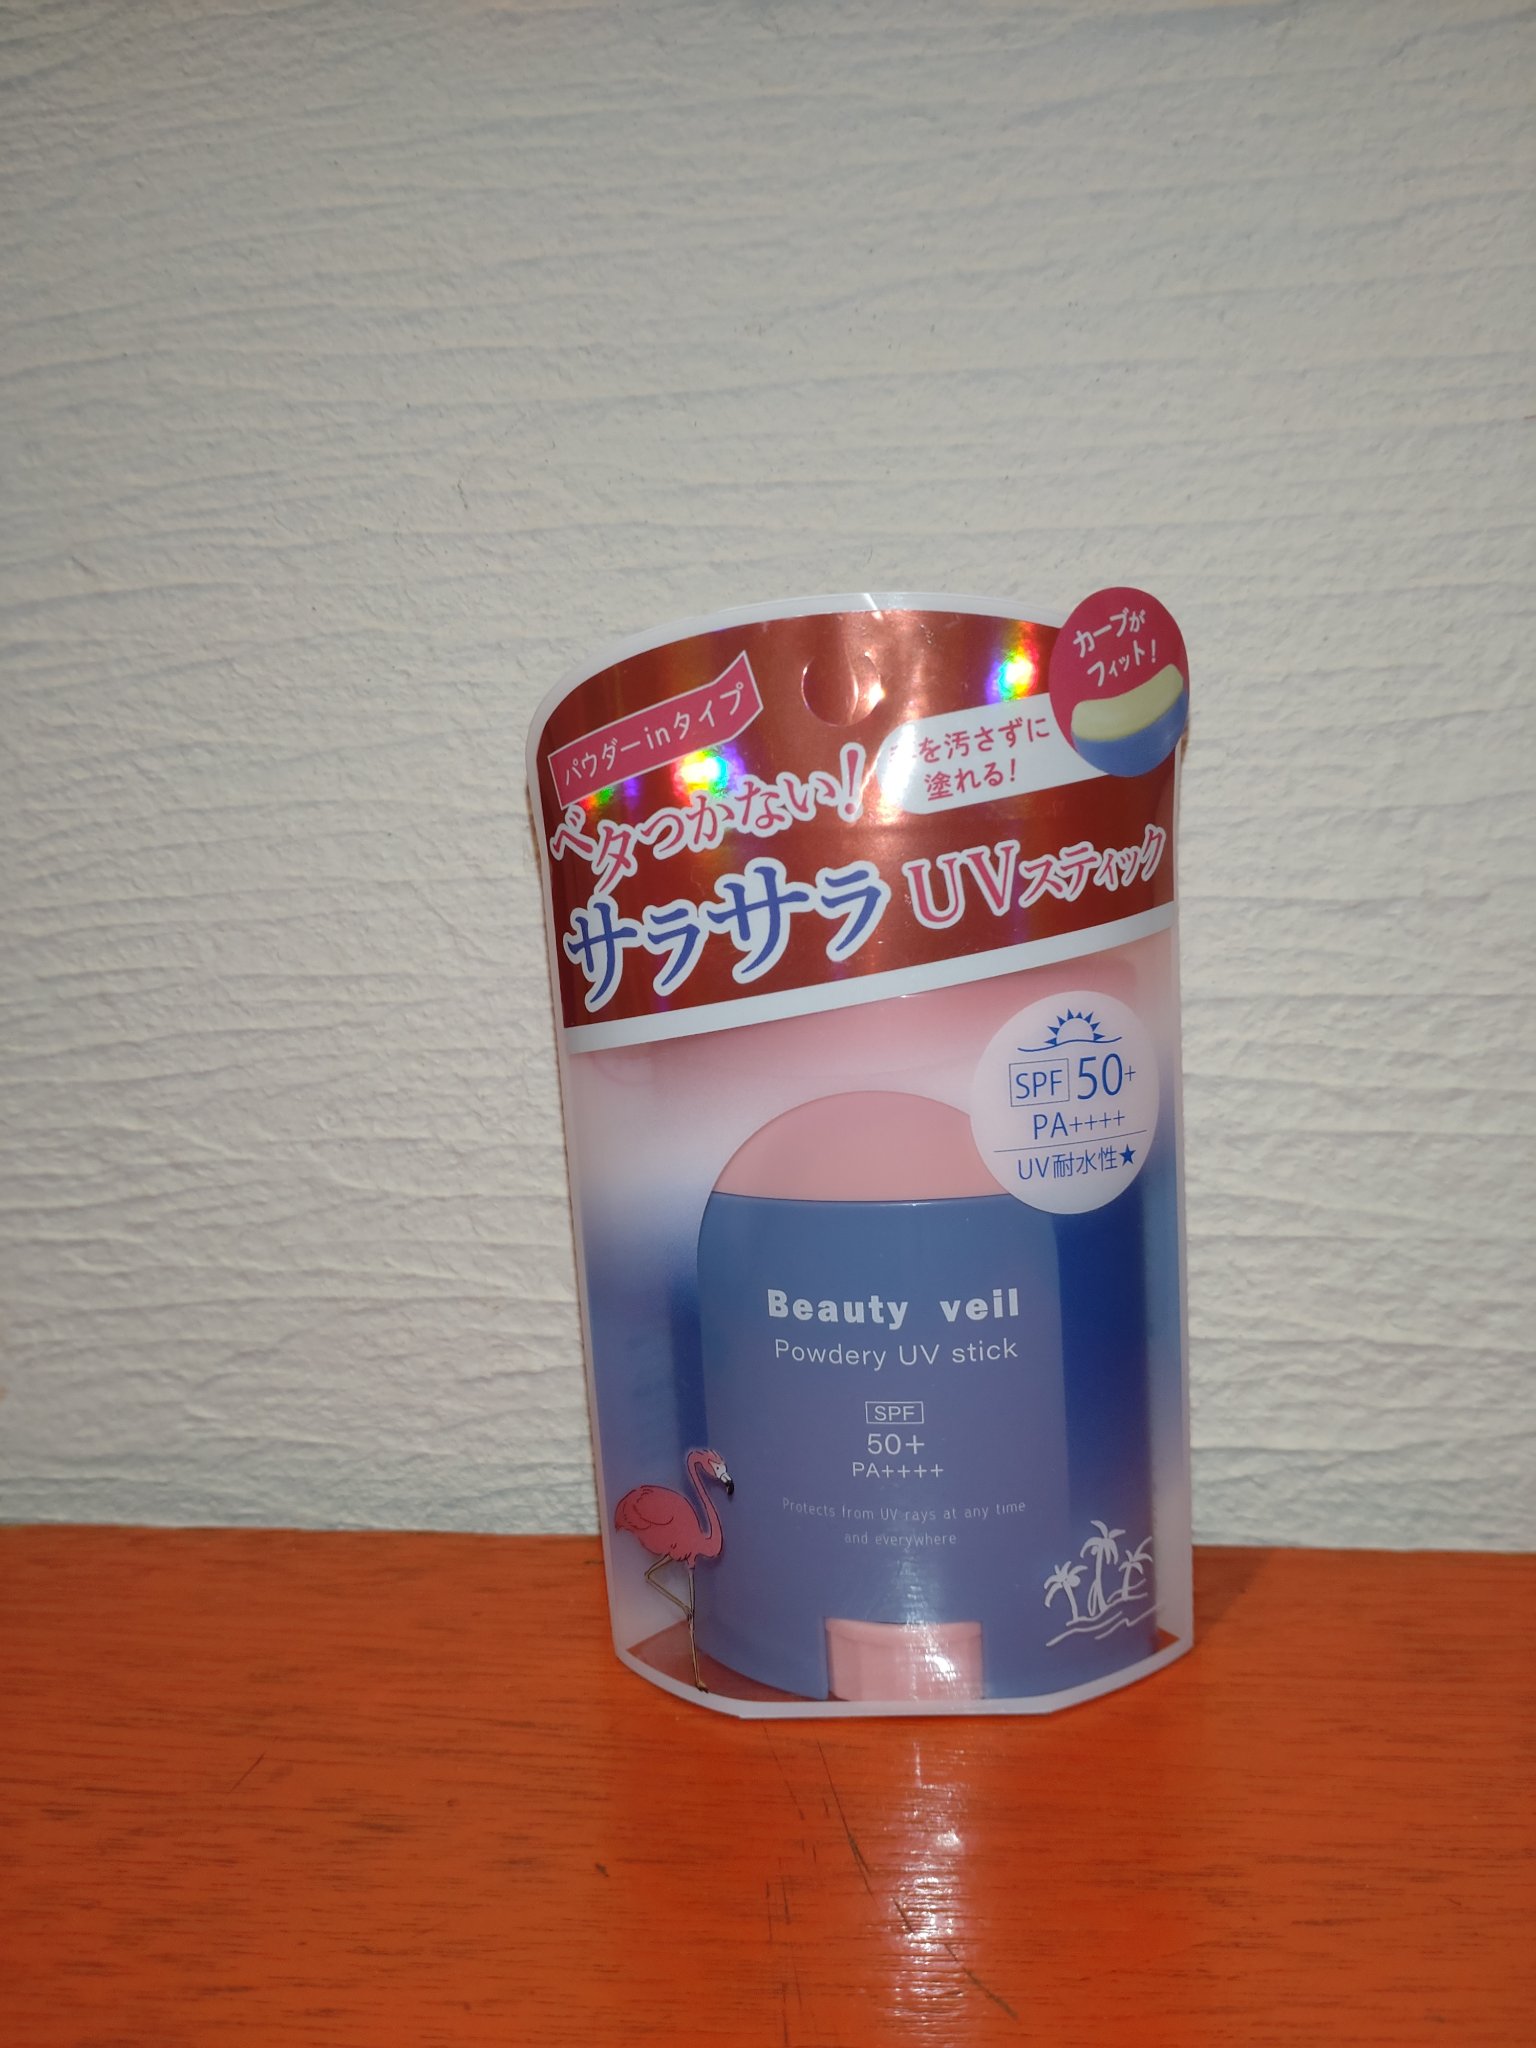 カーブが
フィット!
パウダーinタイプ
を汚さずに
塗れる!
ベタつかない!
サラサラ UVスティック
SPF 50+
PA++++
UV耐水性★
Beauty veil
Powdery UV stick
SPF
50+
PA++++
Protects from UV rays at any time
and everywhere